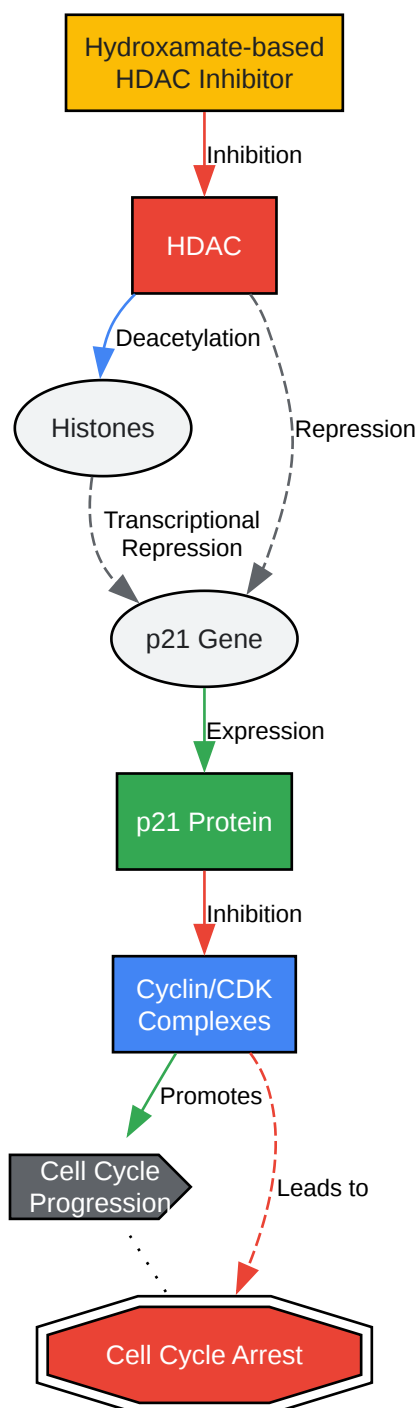 Hydroxamate-based
HDAC Inhibitor
Inhibition
HDAC
Deacetylation
Histones
Repression
Transcriptional
Repression
p21 Gene
Expression
p21 Protein
Inhibition
Cyclin/CDK
Complexes
Promotes
Cell Cycle
Progression
Leads to
Cell Cycle Arrest